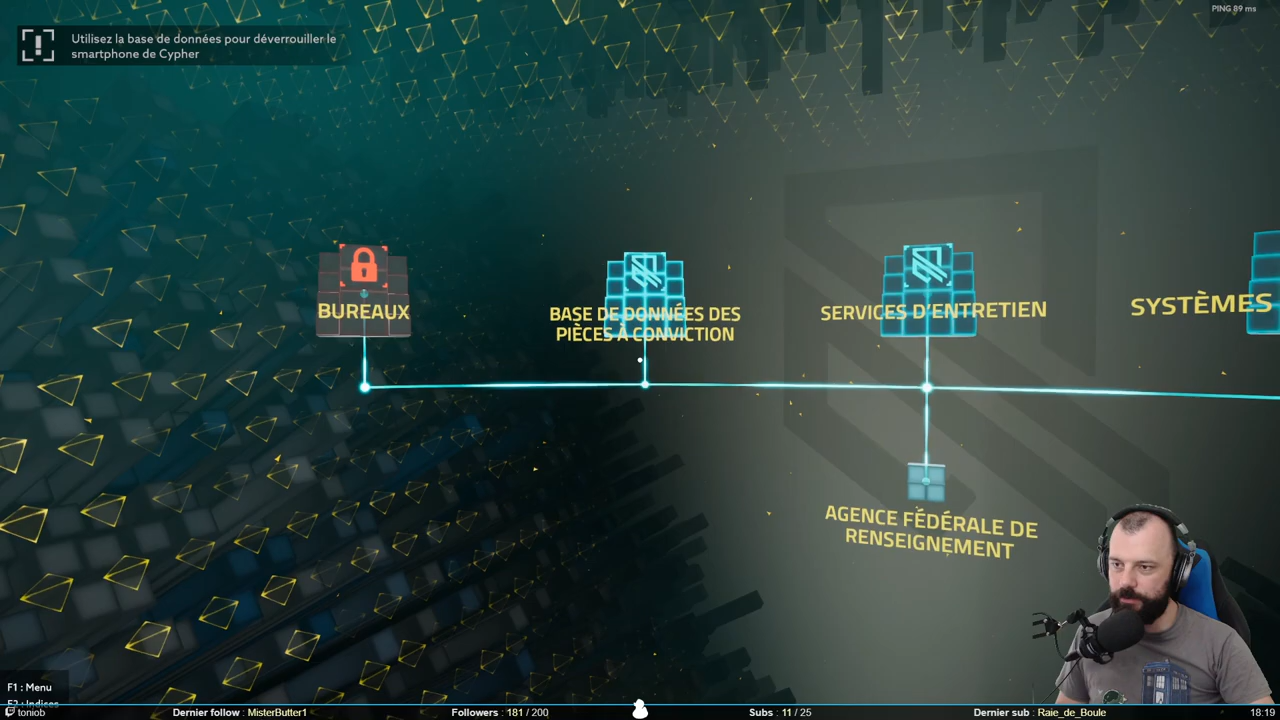 PING 89 ms
Utilisez la base de données pour déverrouiller le
smartphone de Cypher
BUREAUX
BASE DE DONNÉES DES
PIÈCES À CONVICTION
SERVICES D'ENTRETIEN
SYSTÈMES
AGENCE FÉDÉRALE DE
RENSEIGNEMENT
F1 : Menu
F2 : Indices
toniob
Dernier follow : MisterButter1
Followers : 181 / 200
Subs : 11 / 25
Dernier sub : Raie_de_Boule
18:19